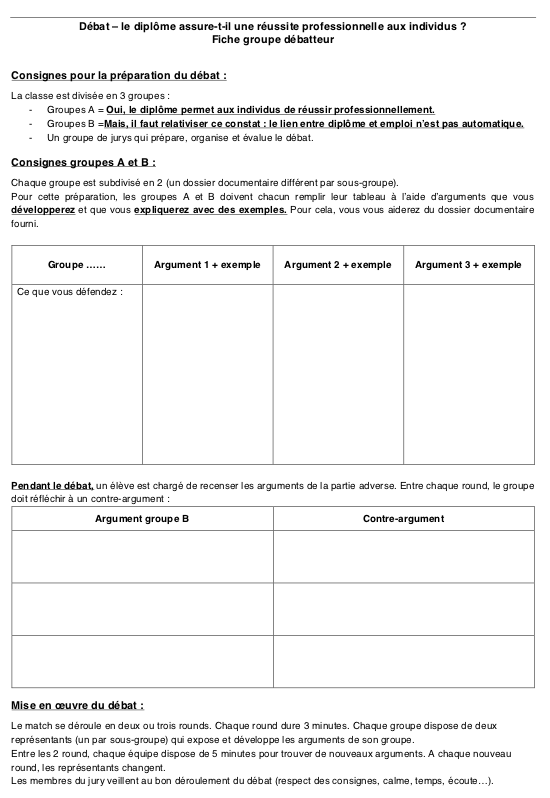 Débat – le diplôme assure-t-il une réussite professionnelle aux individus ?
Fiche groupe débatteur
Consignes pour la préparation du débat :
La classe est divisée en 3 groupes :
- Groupes A = Oui, le diplôme permet aux individus de réussir professionnellement.
- Groupes B =Mais, il faut relativiser ce constat : le lien entre diplôme et emploi n'est pas automatique.
- Un groupe de jurys qui prépare, organise et évalue le débat.
Consignes groupes A et B :
Chaque groupe est subdivisé en 2 (un dossier documentaire différent par sous-groupe).
Pour cette préparation, les groupes A et B doivent chacun remplir leur tableau à l'aide d'arguments que vous
développerez et que vous expliquerez avec des exemples. Pour cela, vous vous aiderez du dossier documentaire
fourni.
Groupe ...... Argument 1 + exemple Argument 2 + exemple Argument 3 + exemple
Ce que vous défendez :
Pendant le débat, un élève est chargé de recenser les arguments de la partie adverse. Entre chaque round, le groupe
doit réfléchir à un contre-argument :
Argument groupe B Contre-argument
Mise en œuvre du débat :
Le match se déroule en deux ou trois rounds. Chaque round dure 3 minutes. Chaque groupe dispose de deux
représentants (un par sous-groupe) qui expose et développe les arguments de son groupe.
Entre les 2 round, chaque équipe dispose de 5 minutes pour trouver de nouveaux arguments. A chaque nouveau
round, les représentants changent.
Les membres du jury veillent au bon déroulement du débat (respect des consignes, calme, temps, écoute…).